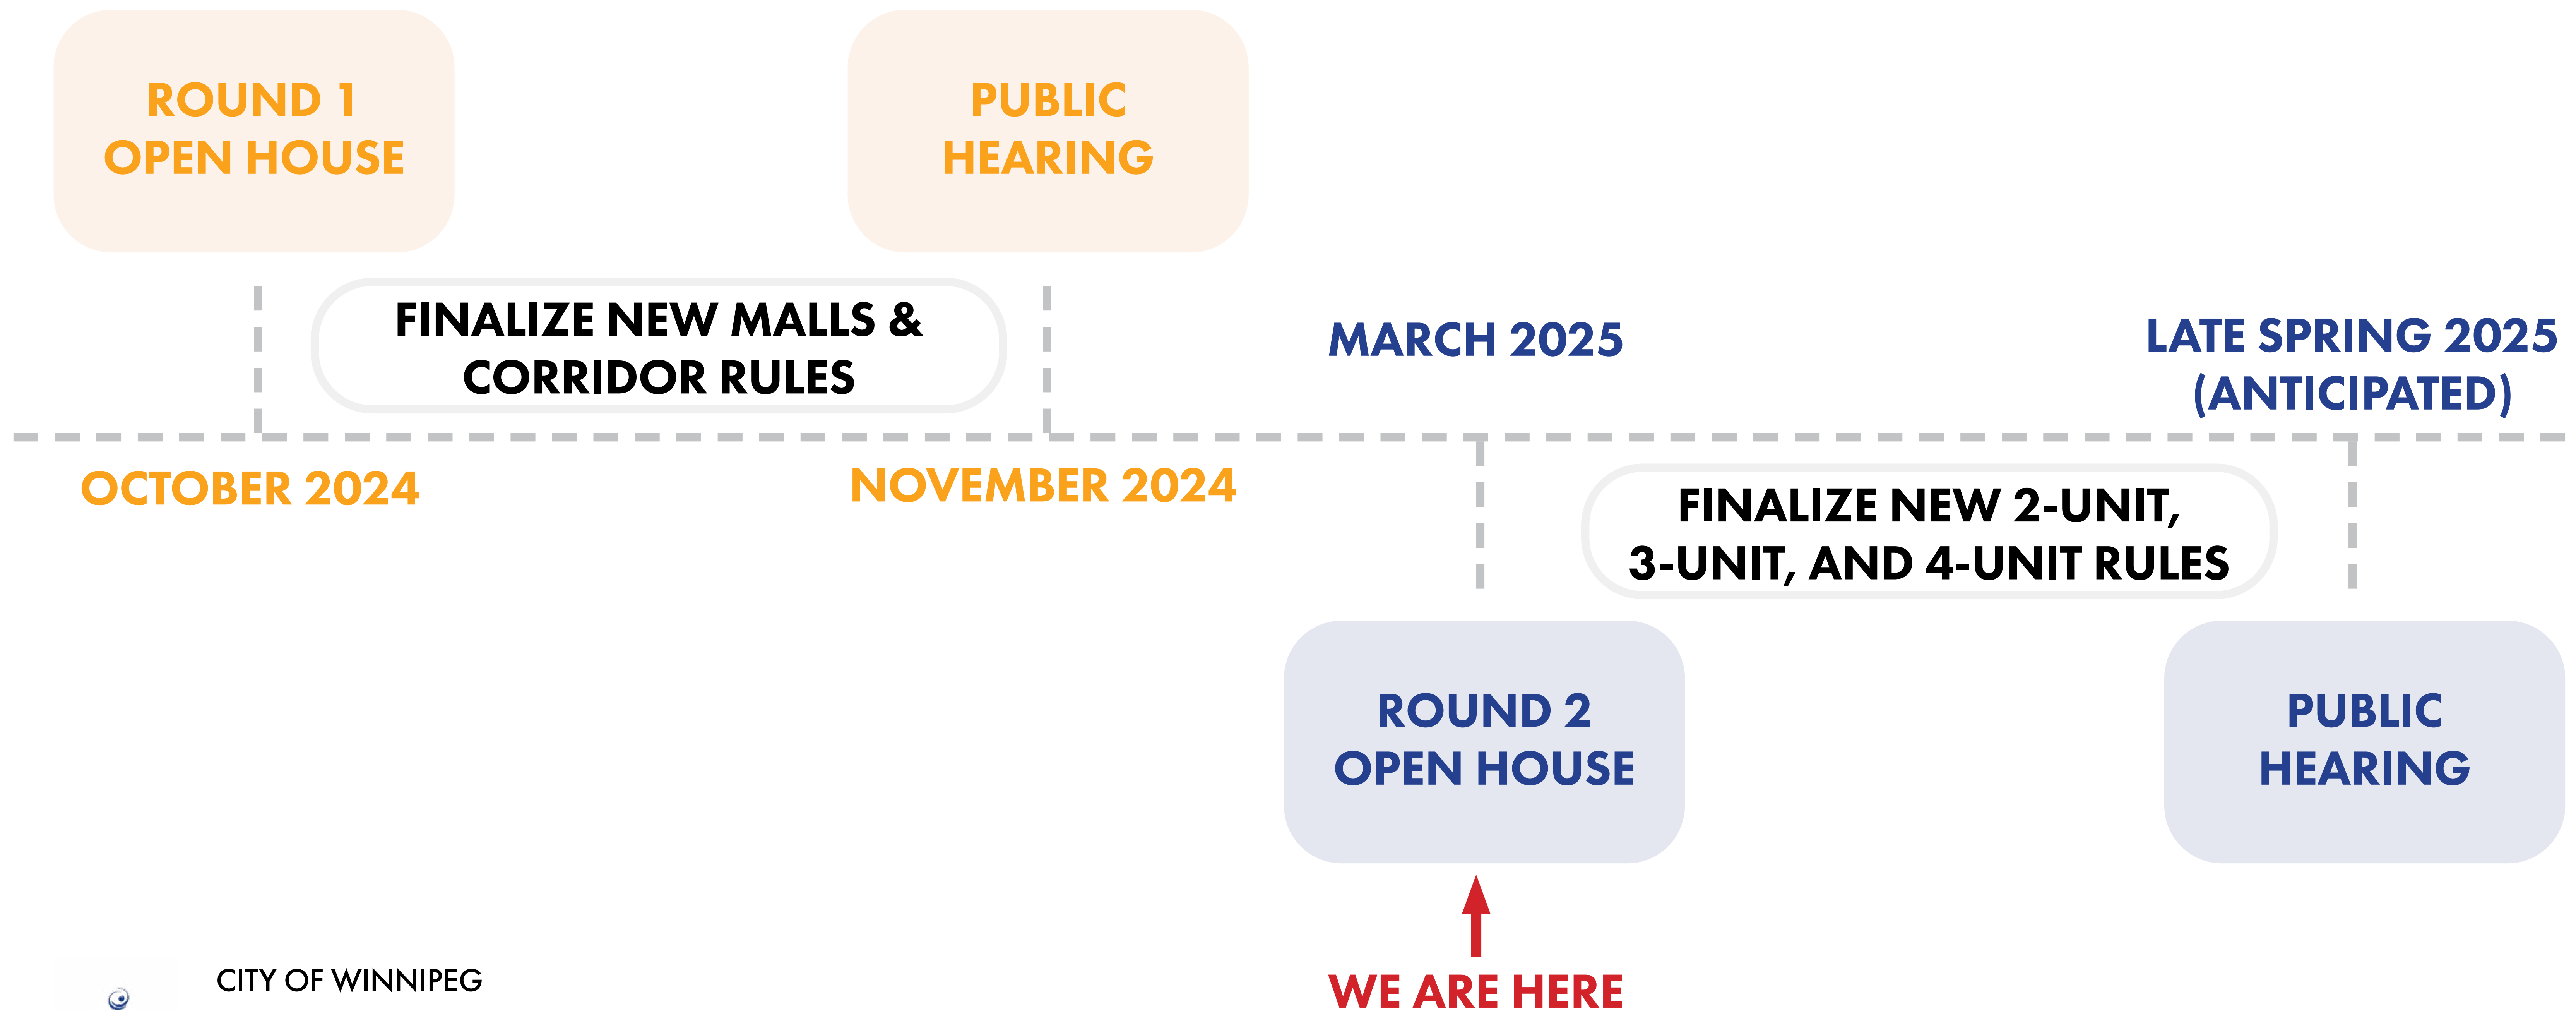 ROUND 1
OPEN HOUSE
PUBLIC
HEARING
FINALIZE NEW MALLS &
CORRIDOR RULES
MARCH 2025
LATE SPRING 2025
(ANTICIPATED)
OCTOBER 2024
NOVEMBER 2024
FINALIZE NEW 2-UNIT,
3-UNIT, AND 4-UNIT RULES
ROUND 2
OPEN HOUSE
PUBLIC
HEARING
WE ARE HERE
CITY OF WINNIPEG